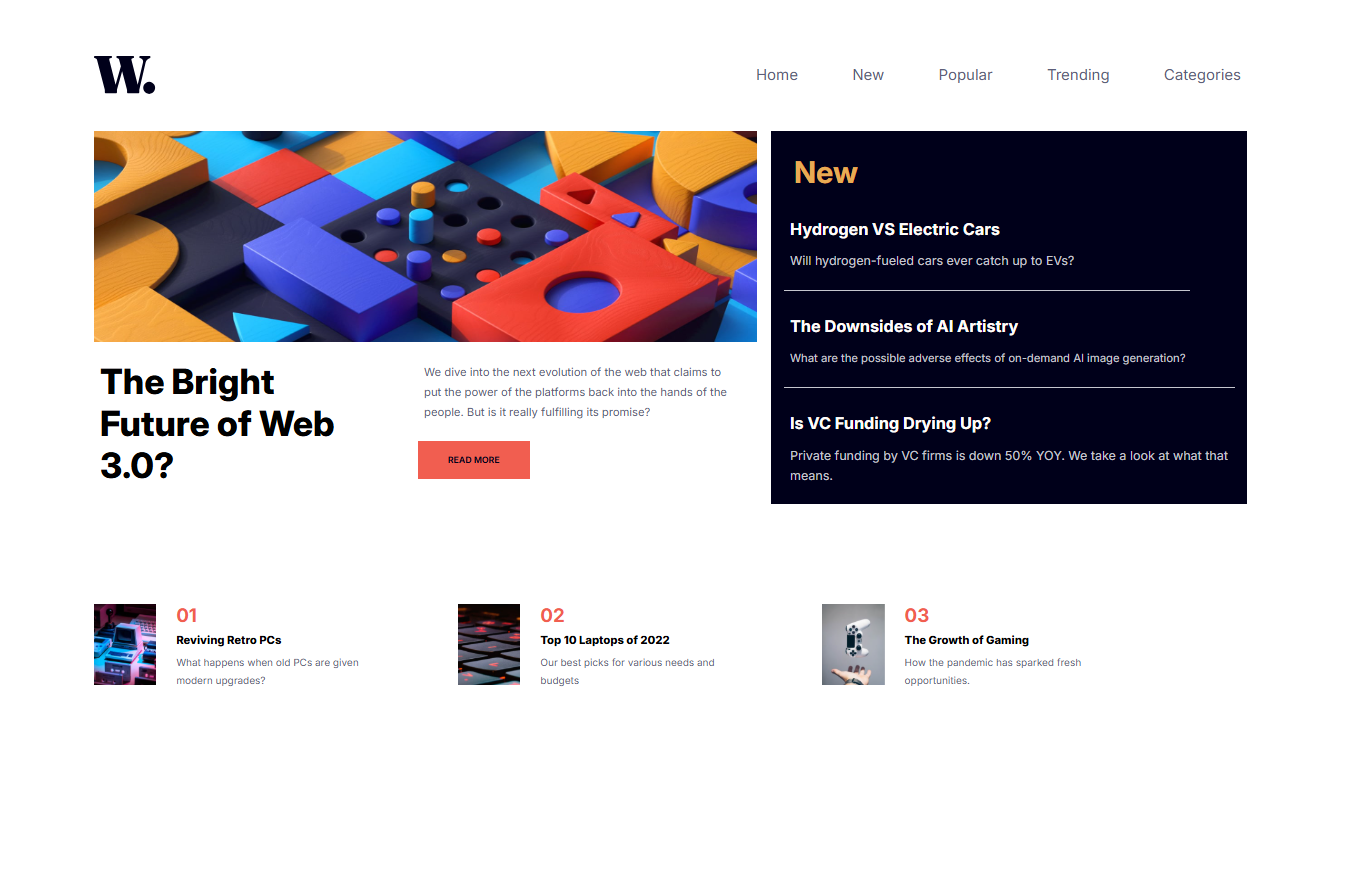 W.
Home New Popular Trending Categories
The Bright
Future of Web
3.0?
We dive into the next evolution of the web that claims to
put the power of the platforms back into the hands of the
people. But is it really fulfilling its promise?
READ MORE
New
Hydrogen VS Electric Cars
Will hydrogen-fueled cars ever catch up to EVs?
The Downsides of AI Artistry
What are the possible adverse effects of on-demand AI image generation?
Is VC Funding Drying Up?
Private funding by VC firms is down 50% YOY. We take a look at what that
means.
01
Reviving Retro PCs
What happens when old PCs are given
modern upgrades?
02
Top 10 Laptops of 2022
Our best picks for various needs and
budgets
03
The Growth of Gaming
How the pandemic has sparked fresh
opportunities.